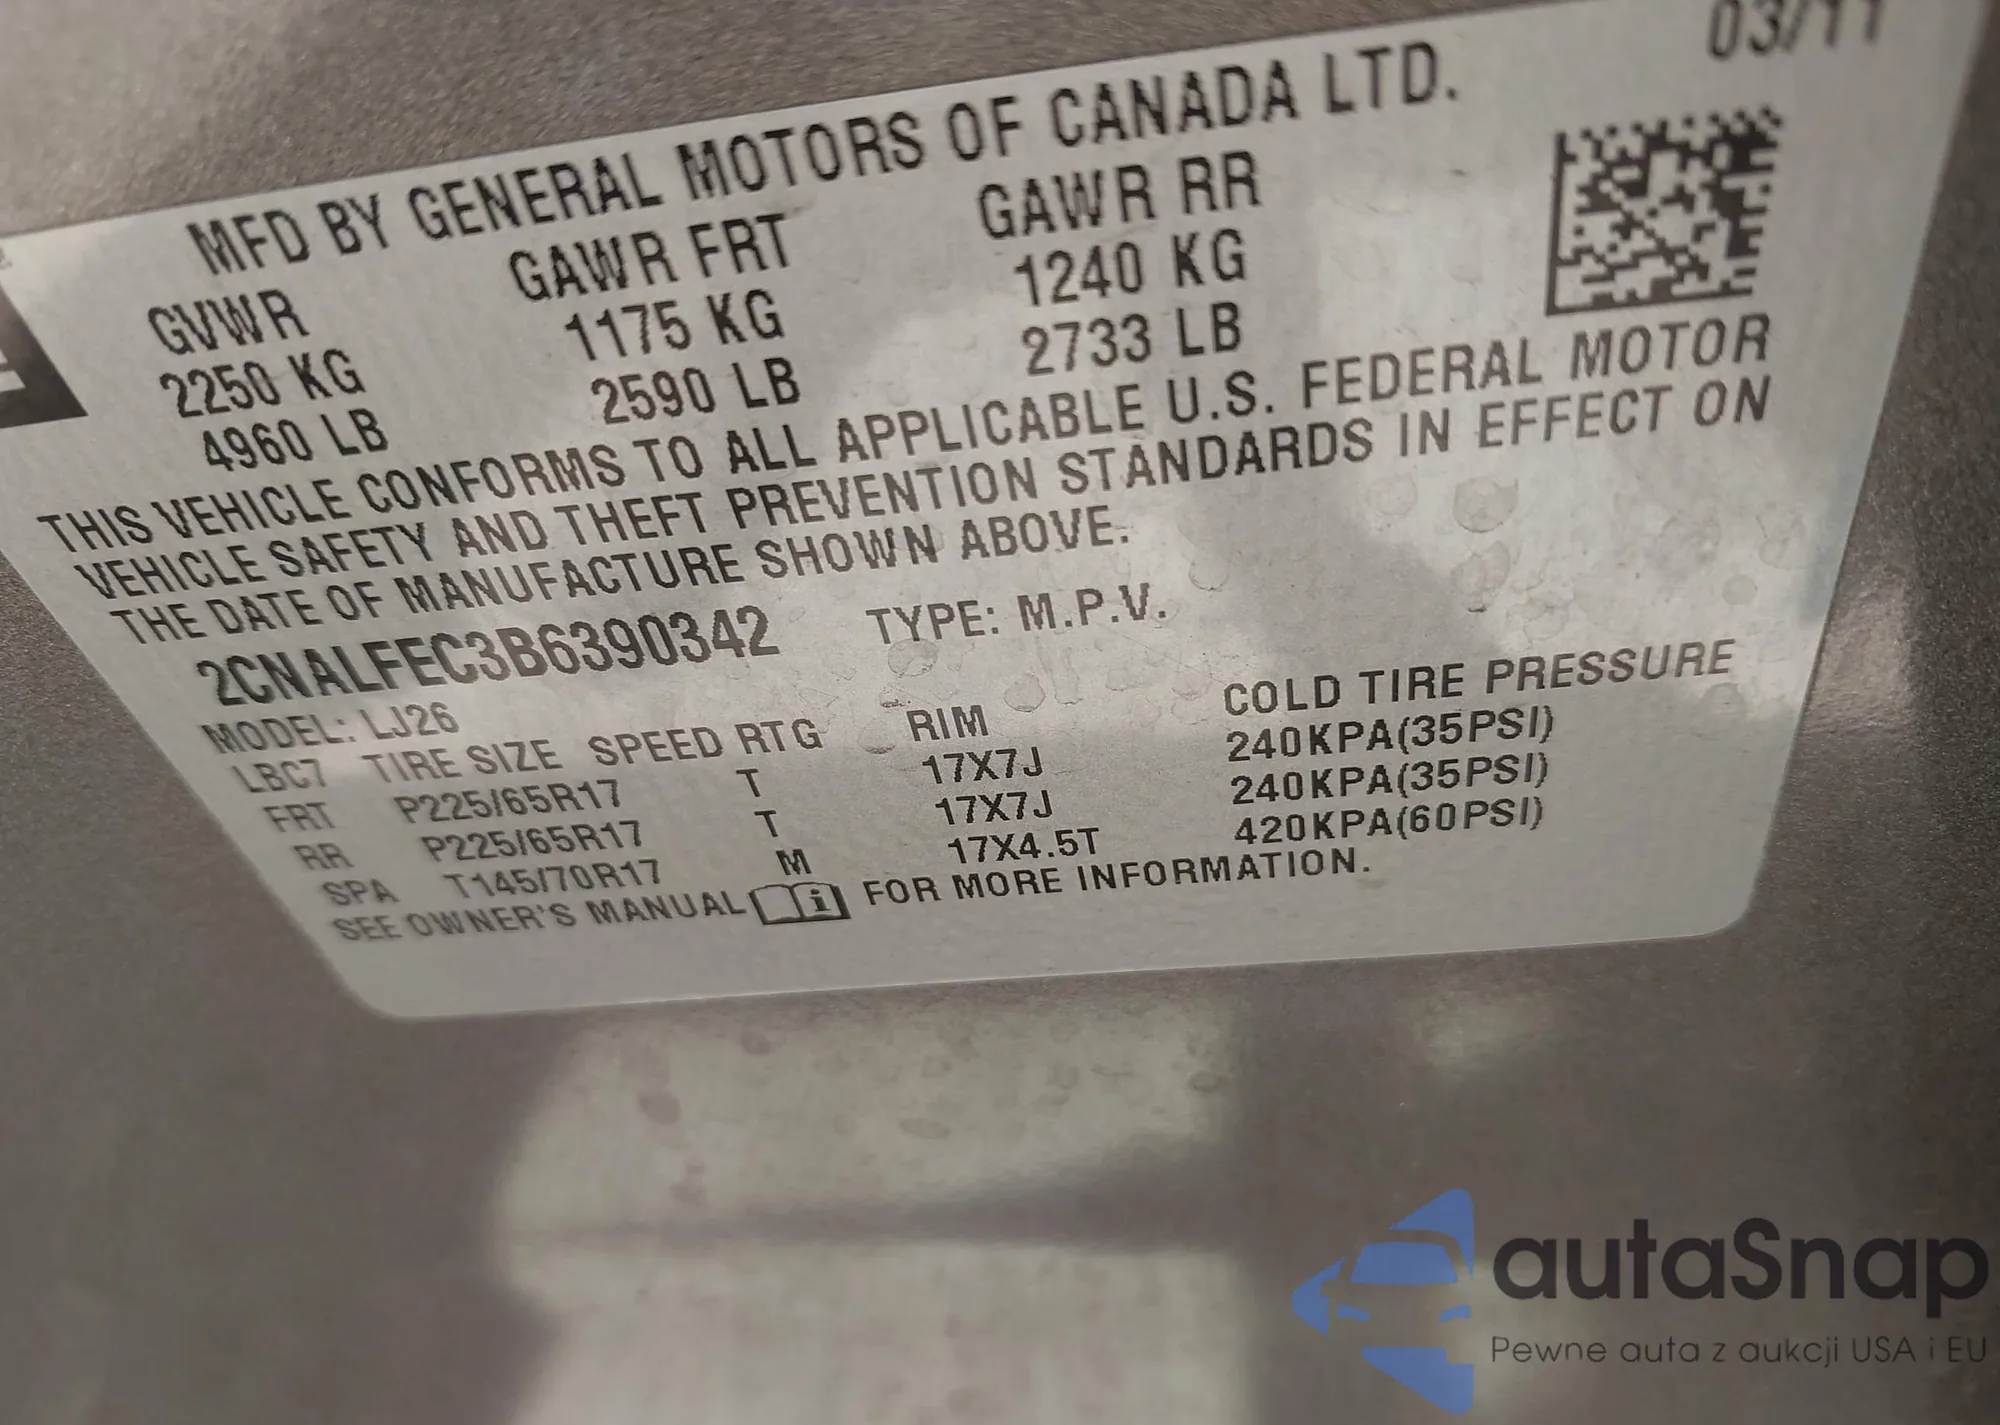 03/11
MFD BY GENERAL MOTORS OF CANADA LTD.
GVWR GAWR FRT GAWR RR
2250 KG 1175 KG 1240 KG
4960 LB 2590 LB 2733 LB
THIS VEHICLE CONFORMS TO ALL APPLICABLE U.S. FEDERAL MOTOR
VEHICLE SAFETY AND THEFT PREVENTION STANDARDS IN EFFECT ON
THE DATE OF MANUFACTURE SHOWN ABOVE.
2CNALFEC3B6390342 TYPE: M.P.V.
MODEL: LJ26
LBC7 TIRE SIZE SPEED RTG RIM COLD TIRE PRESSURE
FRT P225/65R17 T 17X7J 240KPA(35PSI)
RR P225/65R17 T 17X7J 240KPA(35PSI)
SPA T145/70R17 M 17X4.5T 420KPA(60PSI)
SEE OWNER'S MANUAL i FOR MORE INFORMATION.
autaSnap
Pewne auta z aukcji USA i EU